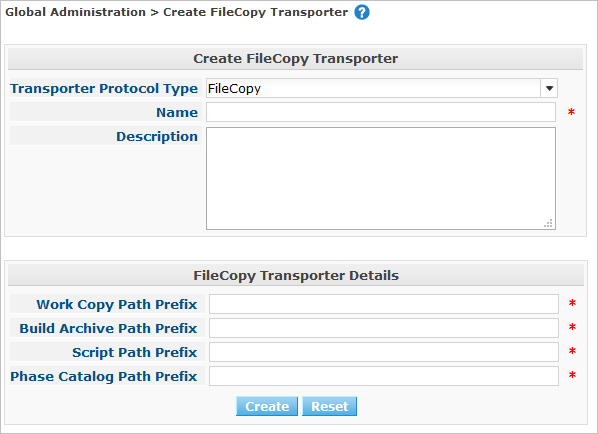 Global Administration > Create FileCopy Transporter ?
Create FileCopy Transporter
Transporter Protocol Type FileCopy
Name *
Description
FileCopy Transporter Details
Work Copy Path Prefix *
Build Archive Path Prefix *
Script Path Prefix *
Phase Catalog Path Prefix *
Create Reset